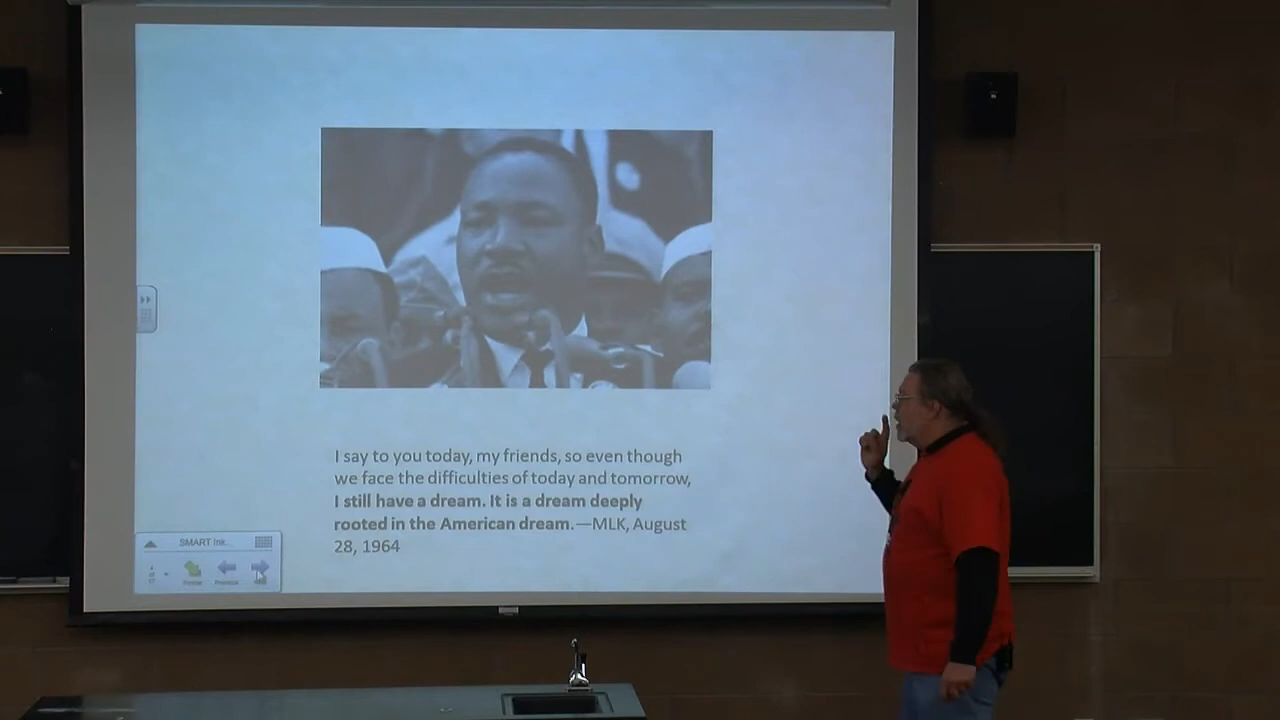 I say to you today, my friends, so even though
we face the difficulties of today and tomorrow,
I still have a dream. It is a dream deeply
rooted in the American dream.—MLK, August
28, 1964
SMART Ink...
Previous